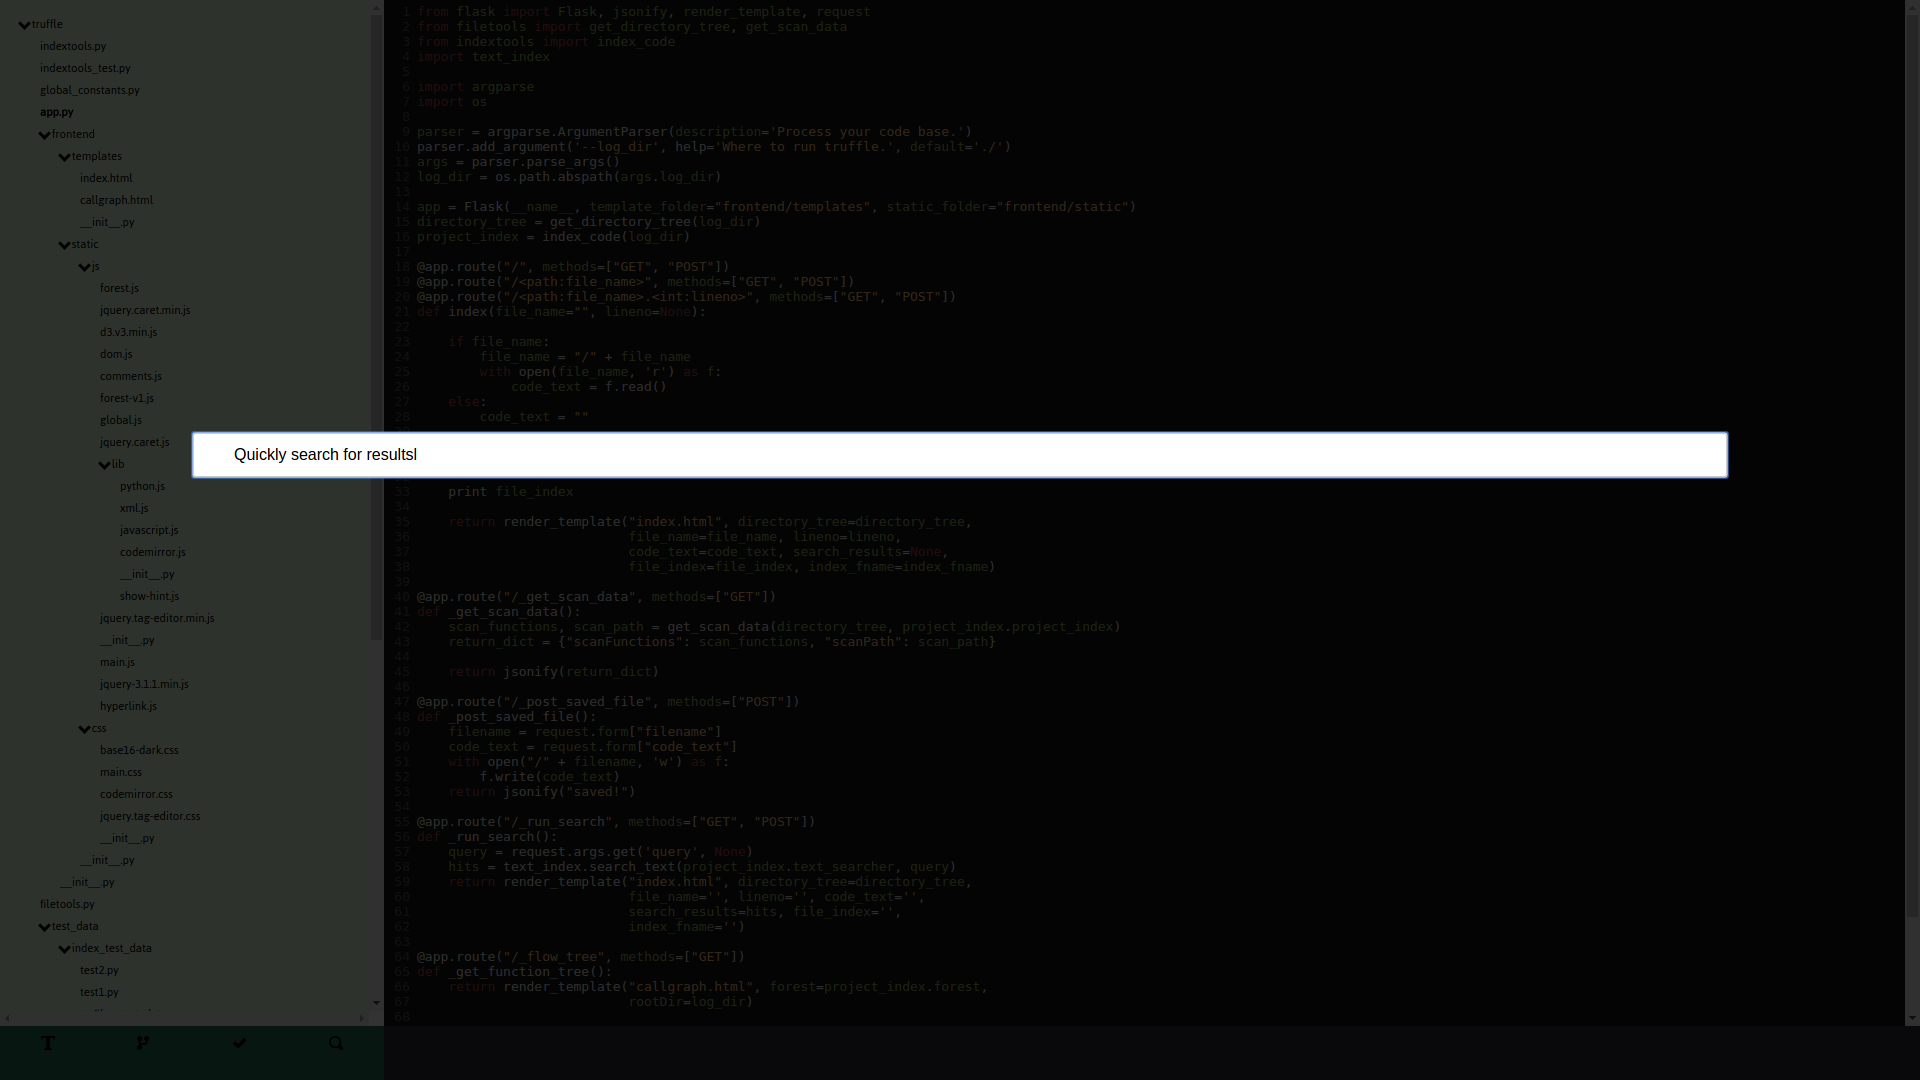 truffle
indextools.py
indextools_test.py
global_constants.py
app.py
frontend
templates
index.html
callgraph.html
__init__.py
static
js
forest.js
jquery.caret.min.js
d3.v3.min.js
dom.js
comments.js
forest-v1.js
global.js
jquery.caret.js
lib
python.js
xml.js
javascript.js
codemirror.js
__init__.py
show-hint.js
jquery.tag-editor.min.js
__init__.py
main.js
jquery-3.1.1.min.js
hyperlink.js
css
base16-dark.css
main.css
codemirror.css
jquery.tag-editor.css
__init__.py
__init__.py
__init__.py
filetools.py
test_data
index_test_data
test2.py
test1.py
1 from flask import Flask, jsonify, render_template, request
2 from filetools import get_directory_tree, get_scan_data
3 from indextools import index_code
4 import text_index
5
6 import argparse
7 import os
8
9 parser = argparse.ArgumentParser(description='Process your code base.')
10 parser.add_argument('--log_dir', help='Where to run truffle.', default='./')
11 args = parser.parse_args()
12 log_dir = os.path.abspath(args.log_dir)
13
14 app = Flask(__name__, template_folder="frontend/templates", static_folder="frontend/static")
15 directory_tree = get_directory_tree(log_dir)
16 project_index = index_code(log_dir)
17
18 @app.route("/", methods=["GET", "POST"])
19 @app.route("/<path:file_name>", methods=["GET", "POST"])
20 @app.route("/<path:file_name>.<int:lineno>", methods=["GET", "POST"])
21 def index(file_name="", lineno=None):
22
23     if file_name:
24         file_name = "/" + file_name
25         with open(file_name, 'r') as f:
26             code_text = f.read()
27     else:
28         code_text = ""
Quickly search for resultsl
33     print file_index
34
35     return render_template("index.html", directory_tree=directory_tree,
36                            file_name=file_name, lineno=lineno,
37                            code_text=code_text, search_results=None,
38                            file_index=file_index, index_fname=index_fname)
39
40 @app.route("/_get_scan_data", methods=["GET"])
41 def _get_scan_data():
42     scan_functions, scan_path = get_scan_data(directory_tree, project_index.project_index)
43     return_dict = {"scanFunctions": scan_functions, "scanPath": scan_path}
44
45     return jsonify(return_dict)
46
47 @app.route("/_post_saved_file", methods=["POST"])
48 def _post_saved_file():
49     filename = request.form["filename"]
50     code_text = request.form["code_text"]
51     with open("/" + filename, 'w') as f:
52         f.write(code_text)
53     return jsonify("saved!")
54
55 @app.route("/_run_search", methods=["GET", "POST"])
56 def _run_search():
57     query = request.args.get('query', None)
58     hits = text_index.search_text(project_index.text_searcher, query)
59     return render_template("index.html", directory_tree=directory_tree,
60                            file_name='', lineno='', code_text='',
61                            search_results=hits, file_index='',
62                            index_fname='')
63
64 @app.route("/_flow_tree", methods=["GET"])
65 def _get_function_tree():
66     return render_template("callgraph.html", forest=project_index.forest,
67                            rootDir=log_dir)
68